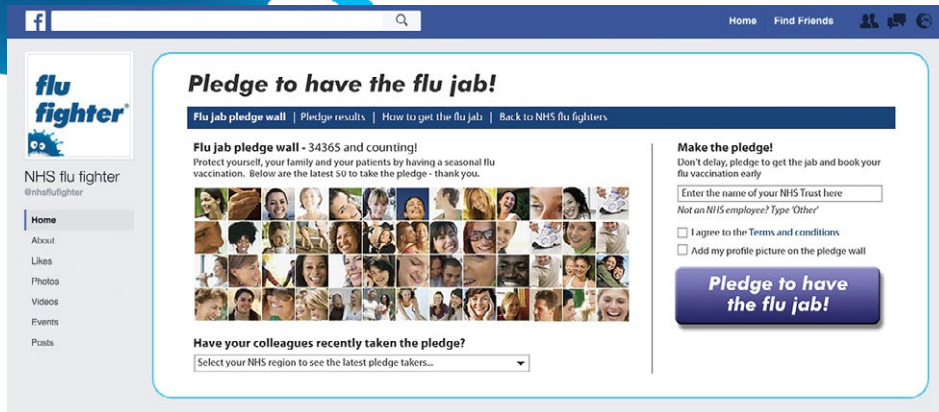 f
Home Find Friends
flu
fighter®
NHS flu fighter
@nhsflufighter
Home
About
Likes
Photos
Videos
Events
Posts
Pledge to have the flu jab!
Flu jab pledge wall | Pledge results | How to get the flu jab | Back to NHS flu fighters
Flu jab pledge wall - 34365 and counting!
Protect yourself, your family and your patients by having a seasonal flu
vaccination. Below are the latest 50 to take the pledge - thank you.
Have your colleagues recently taken the pledge?
Select your NHS region to see the latest pledge takers...
Make the pledge!
Don't delay, pledge to get the jab and book your
flu vaccination early
Enter the name of your NHS Trust here
Not an NHS employee? Type 'Other'
I agree to the Terms and conditions
Add my profile picture on the pledge wall
Pledge to have
the flu jab!